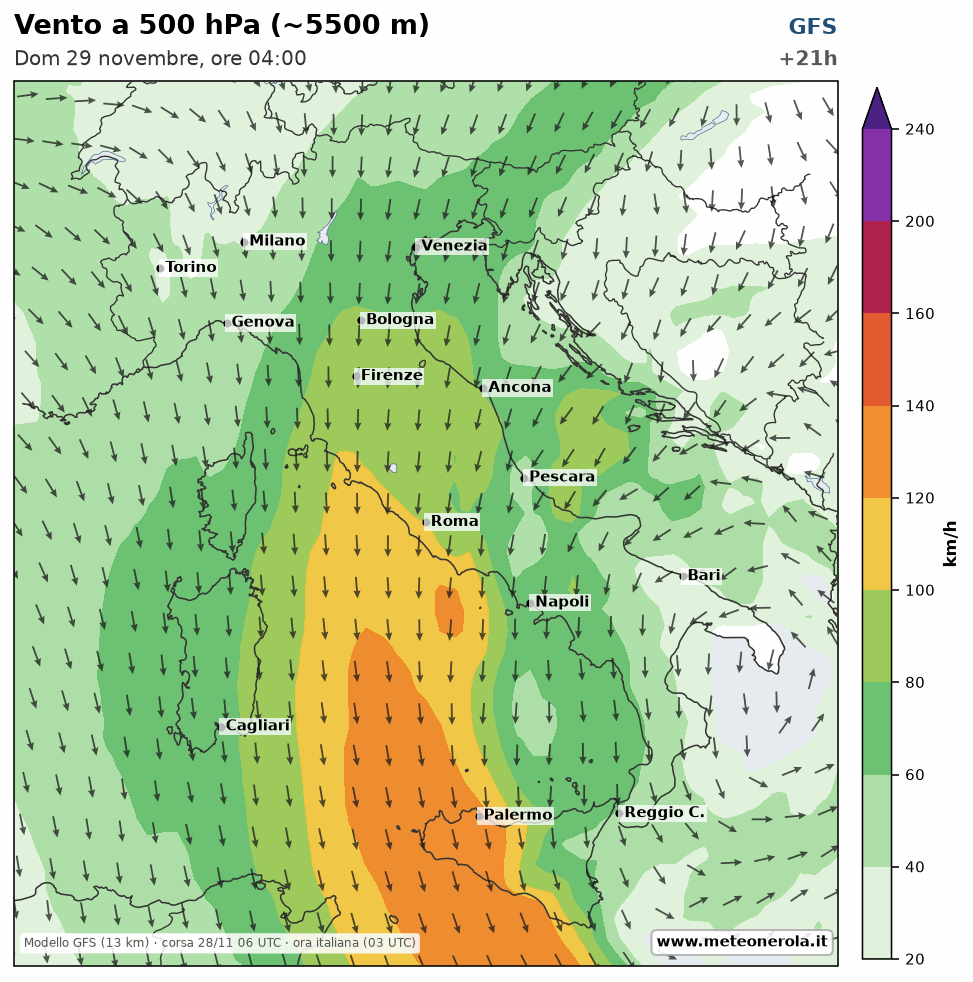 Vento a 500 hPa (~5500 m)
GFS
Dom 29 novembre, ore 04:00
+21h
240
200
160
140
120
100
80
60
40
20
km/h
Milano
Venezia
Torino
Genova
Bologna
Firenze
Ancona
Pescara
Roma
Bari
Napoli
Cagliari
Palermo
Reggio C.
Modello GFS (13 km) · corsa 28/11 06 UTC · ora italiana (03 UTC)
www.meteonerola.it